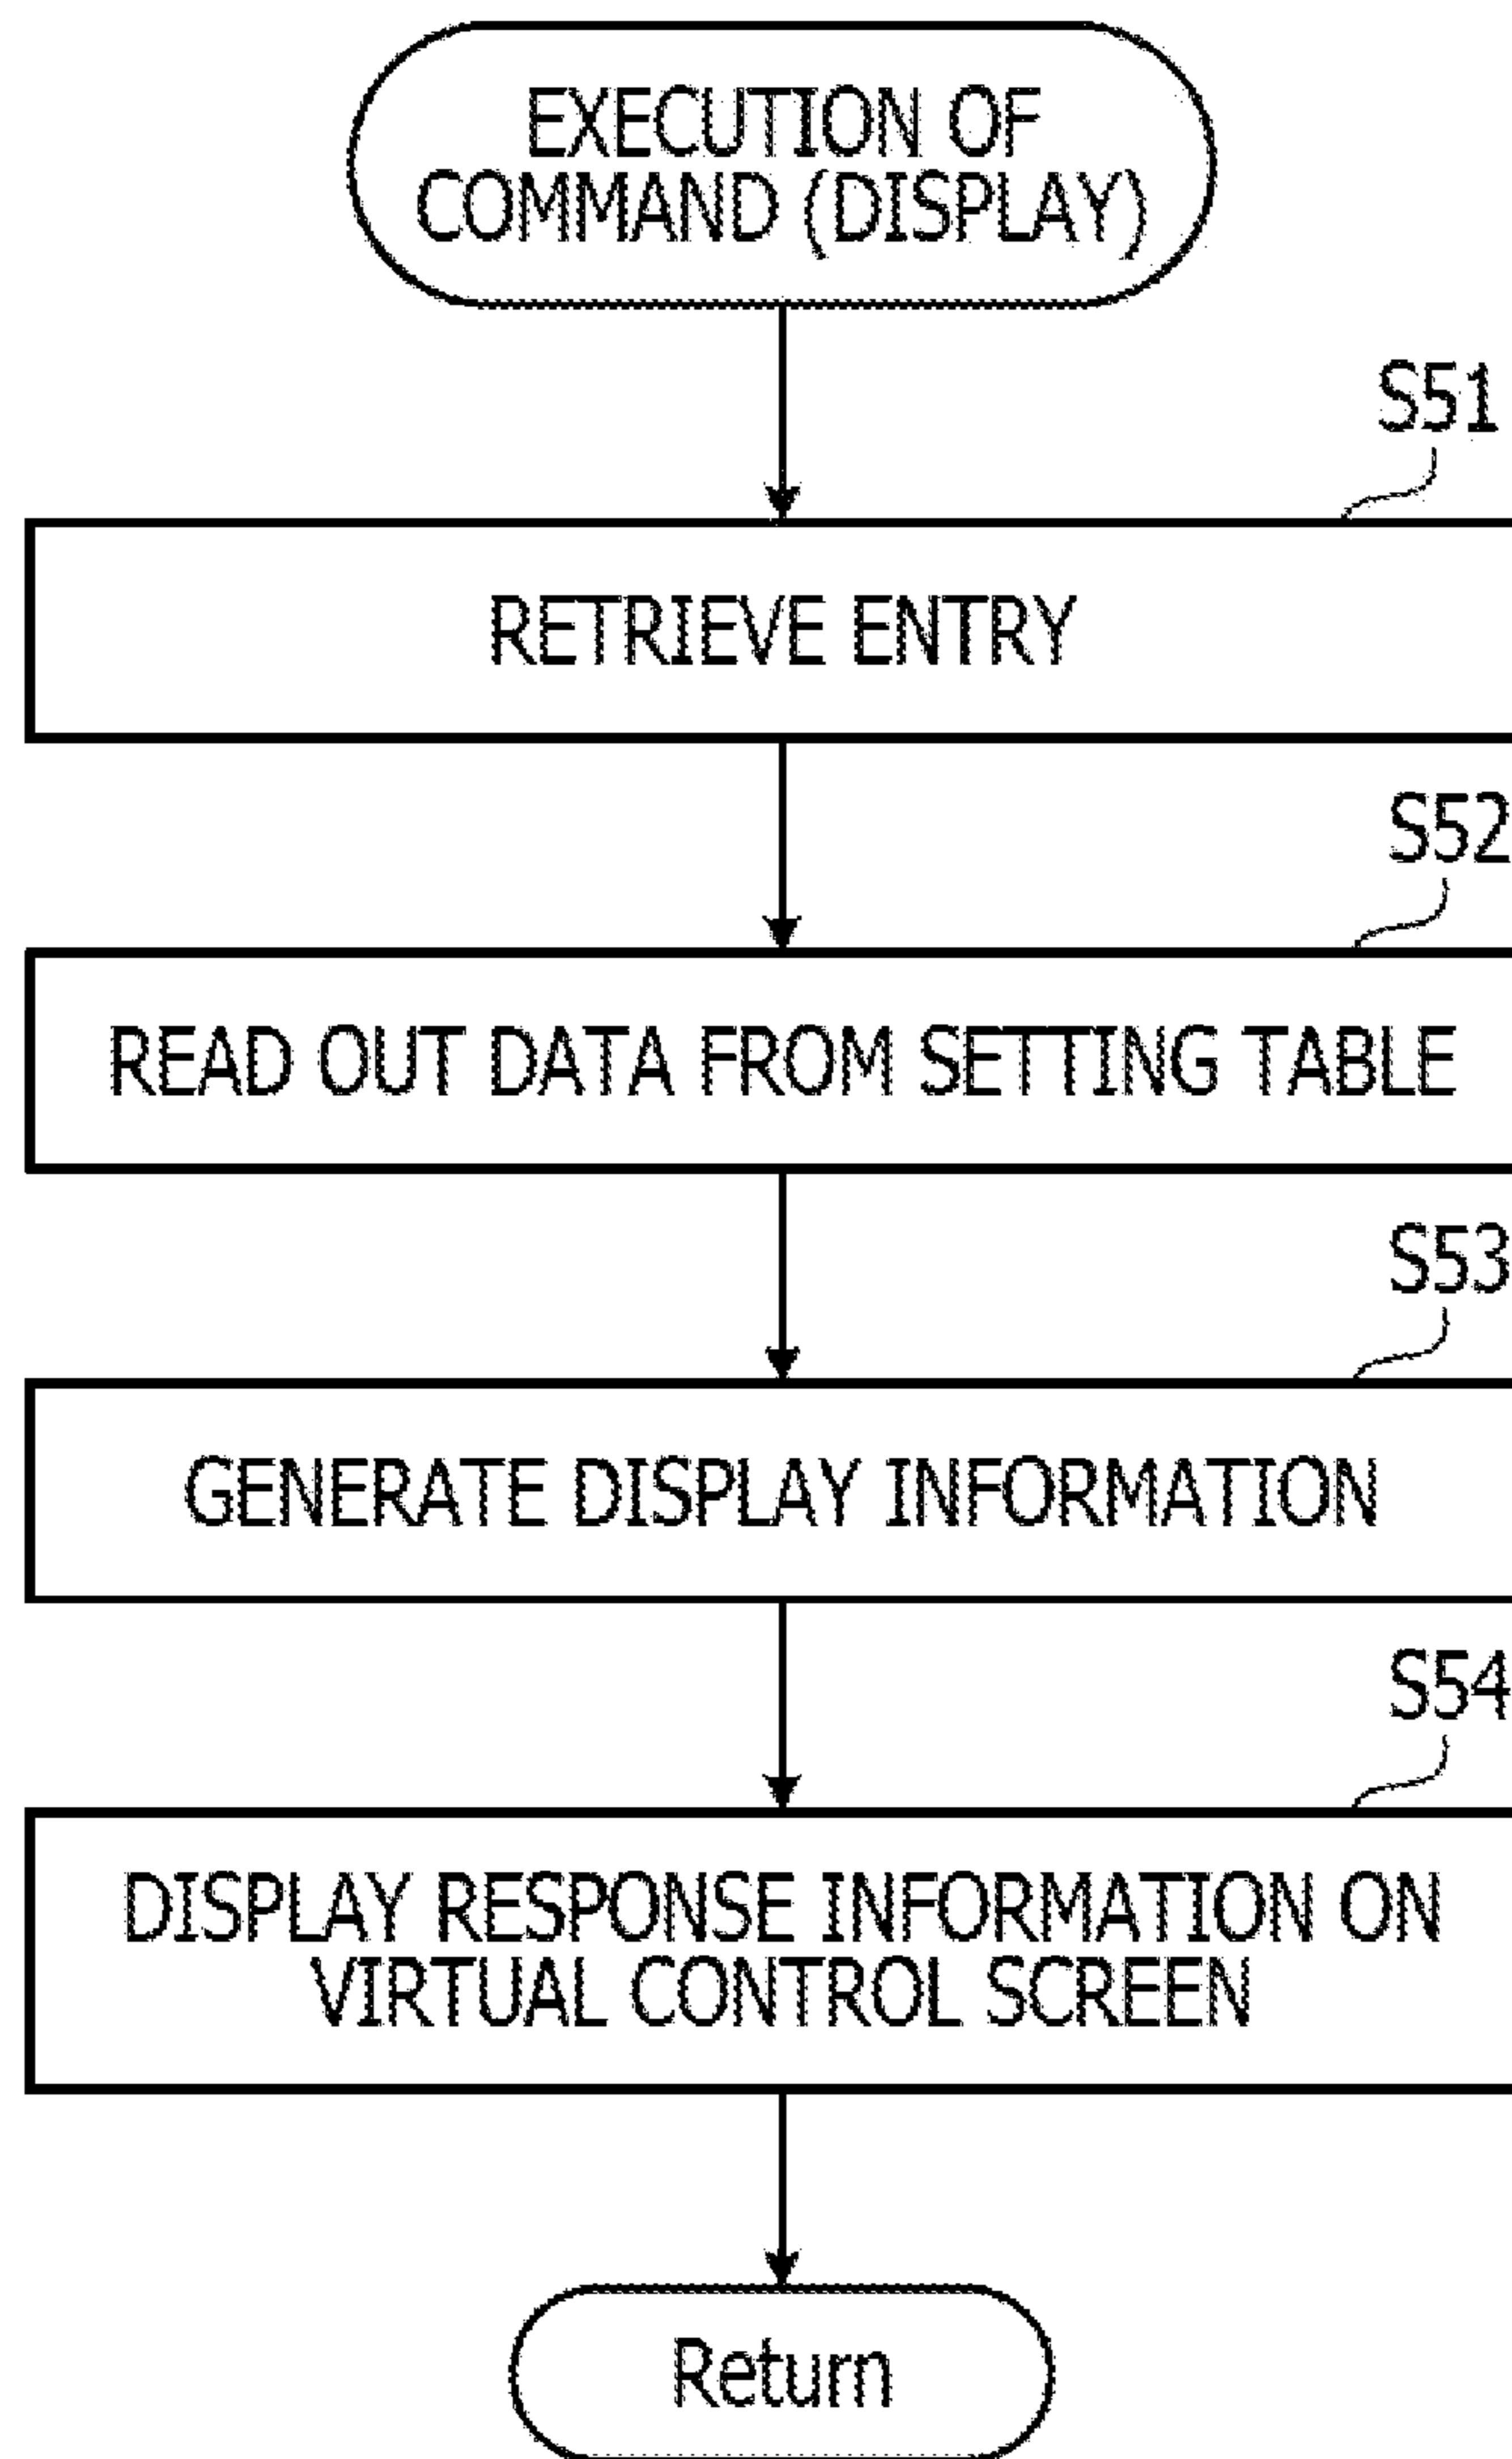 EXECUTION OF
COMMAND (DISPLAY)
S51
RETRIEVE ENTRY
S52
READ OUT DATA FROM SETTING TABLE
S53
GENERATE DISPLAY INFORMATION
S54
DISPLAY RESPONSE INFORMATION ON
VIRTUAL CONTROL SCREEN
Return